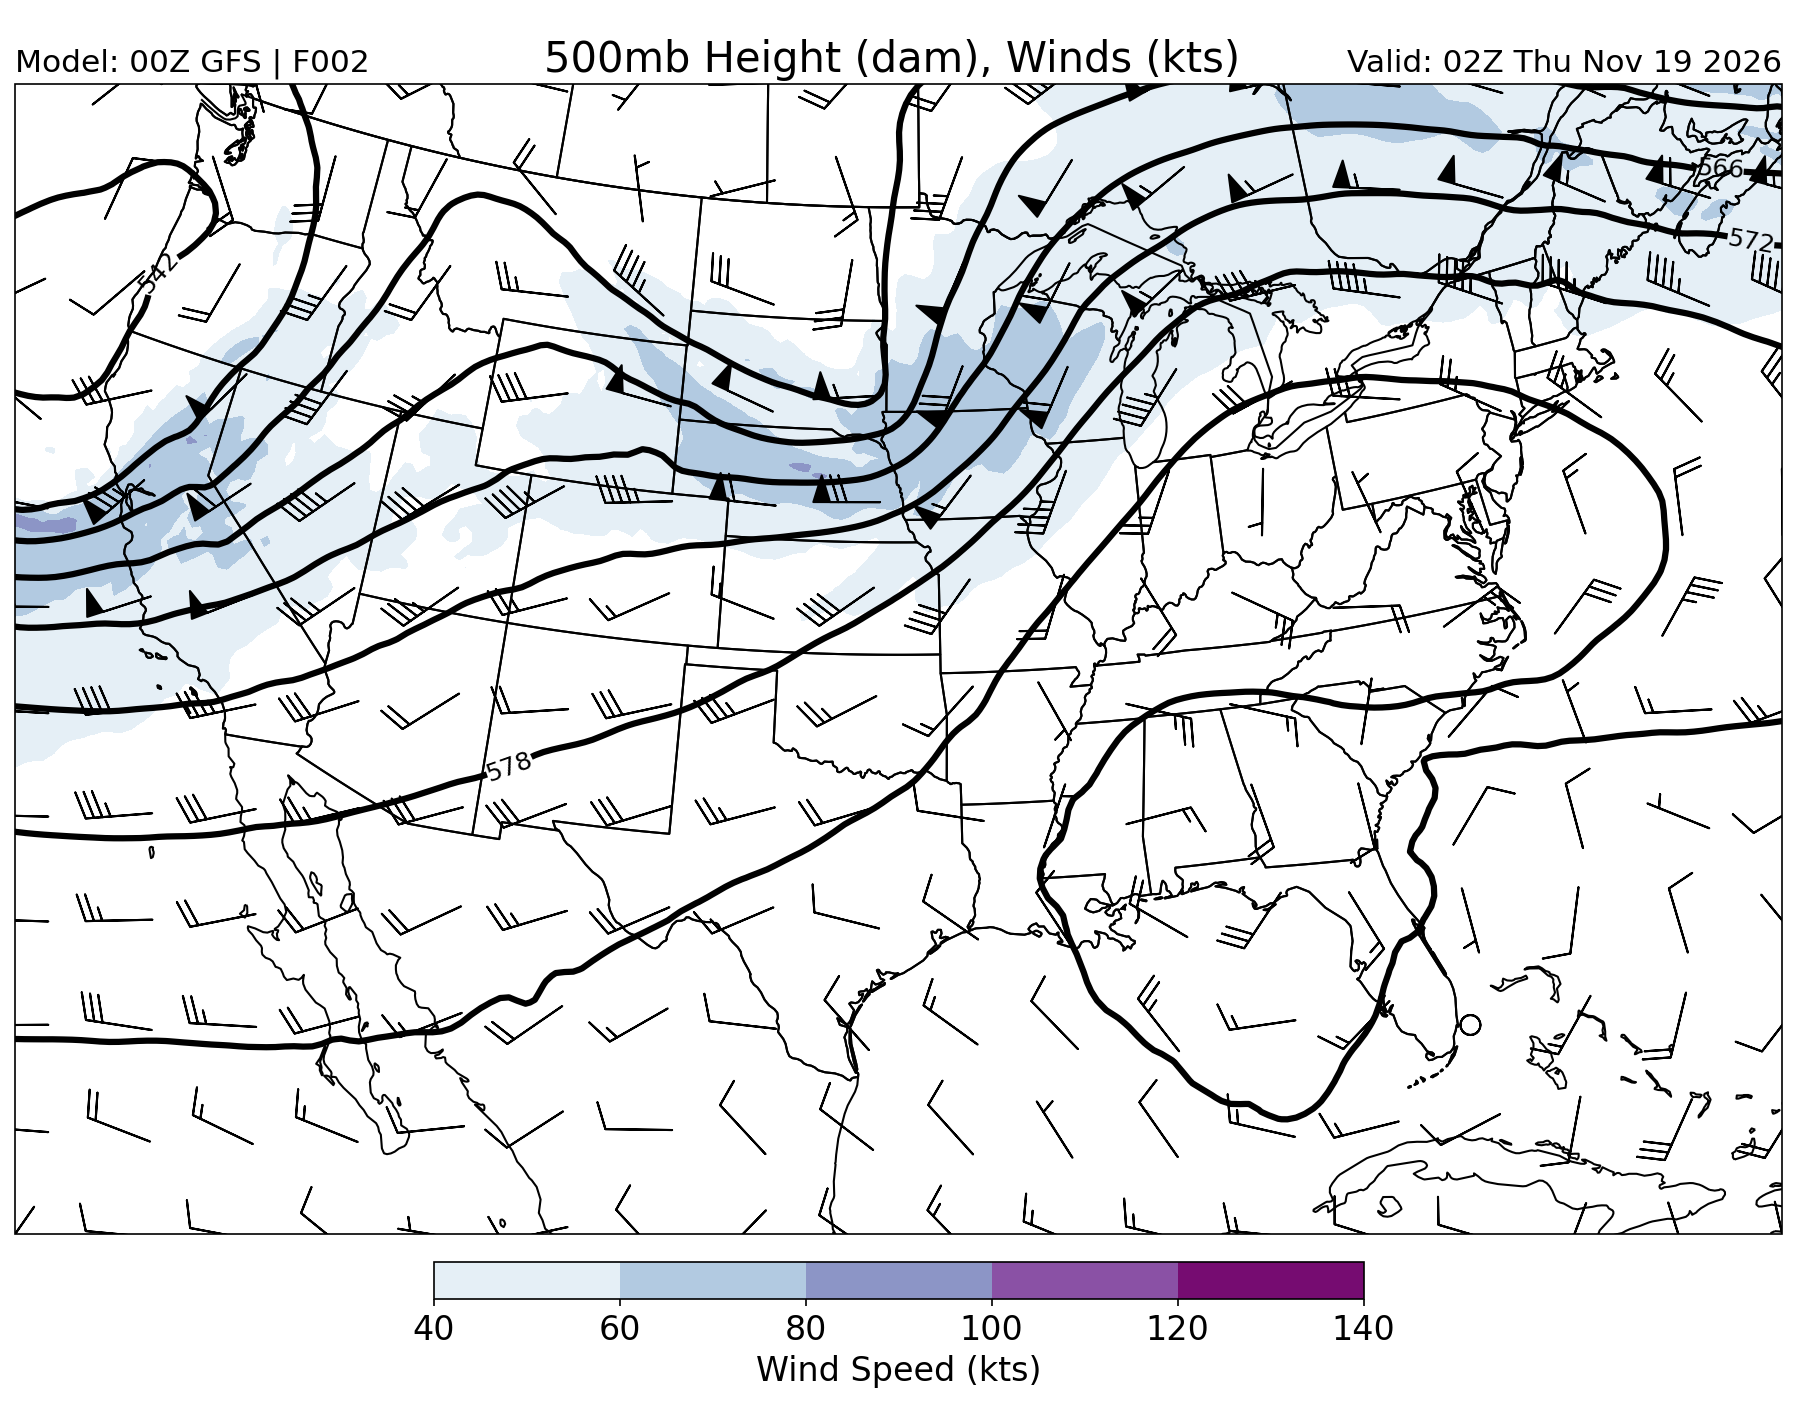 Model: 00Z GFS | F002
500mb Height (dam), Winds (kts)
Valid: 02Z Thu Nov 19 2026
566
572
542
578
40 60 80 100 120 140
Wind Speed (kts)